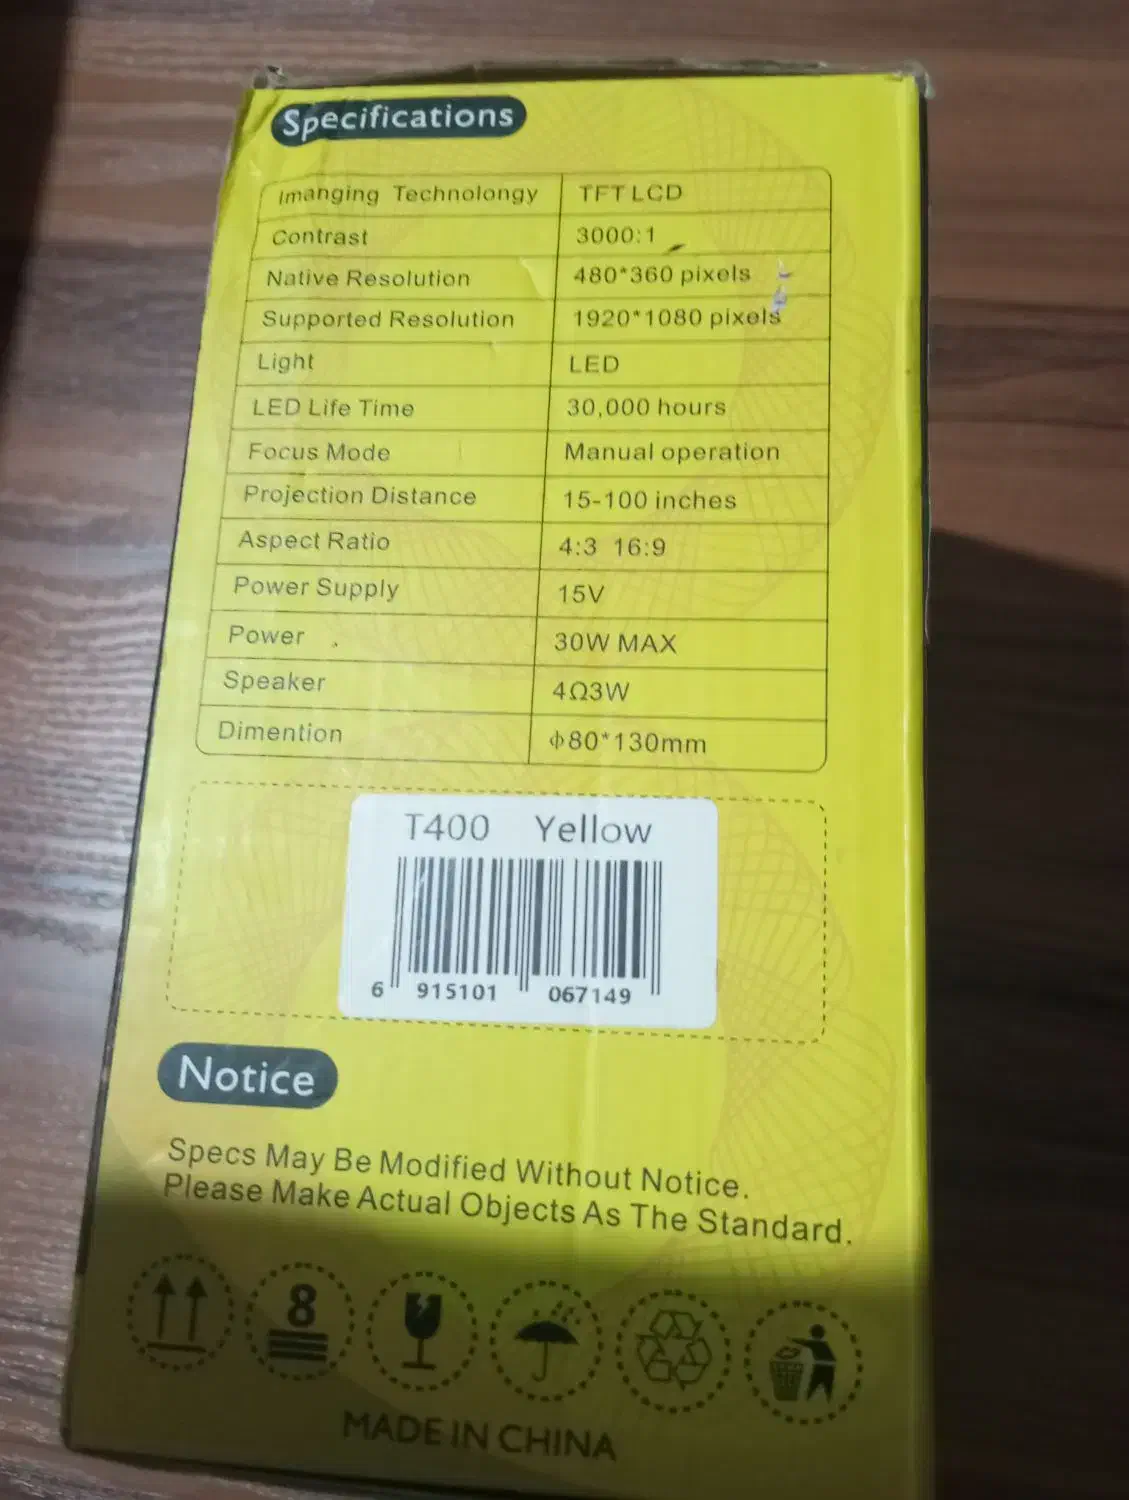 Specifications
Imanging Technolongy TFT LCD
Contrast 3000:1
Native Resolution 480*360 pixels
Supported Resolution 1920*1080 pixels
Light LED
LED Life Time 30,000 hours
Focus Mode Manual operation
Projection Distance 15-100 inches
Aspect Ratio 4:3 16:9
Power Supply 15V
Power 30W MAX
Speaker 4Ω3W
Dimention ф80*130mm
T400 Yellow
6 915101 067149
Notice
Specs May Be Modified Without Notice.
Please Make Actual Objects As The Standard.
8
MADE IN CHINA